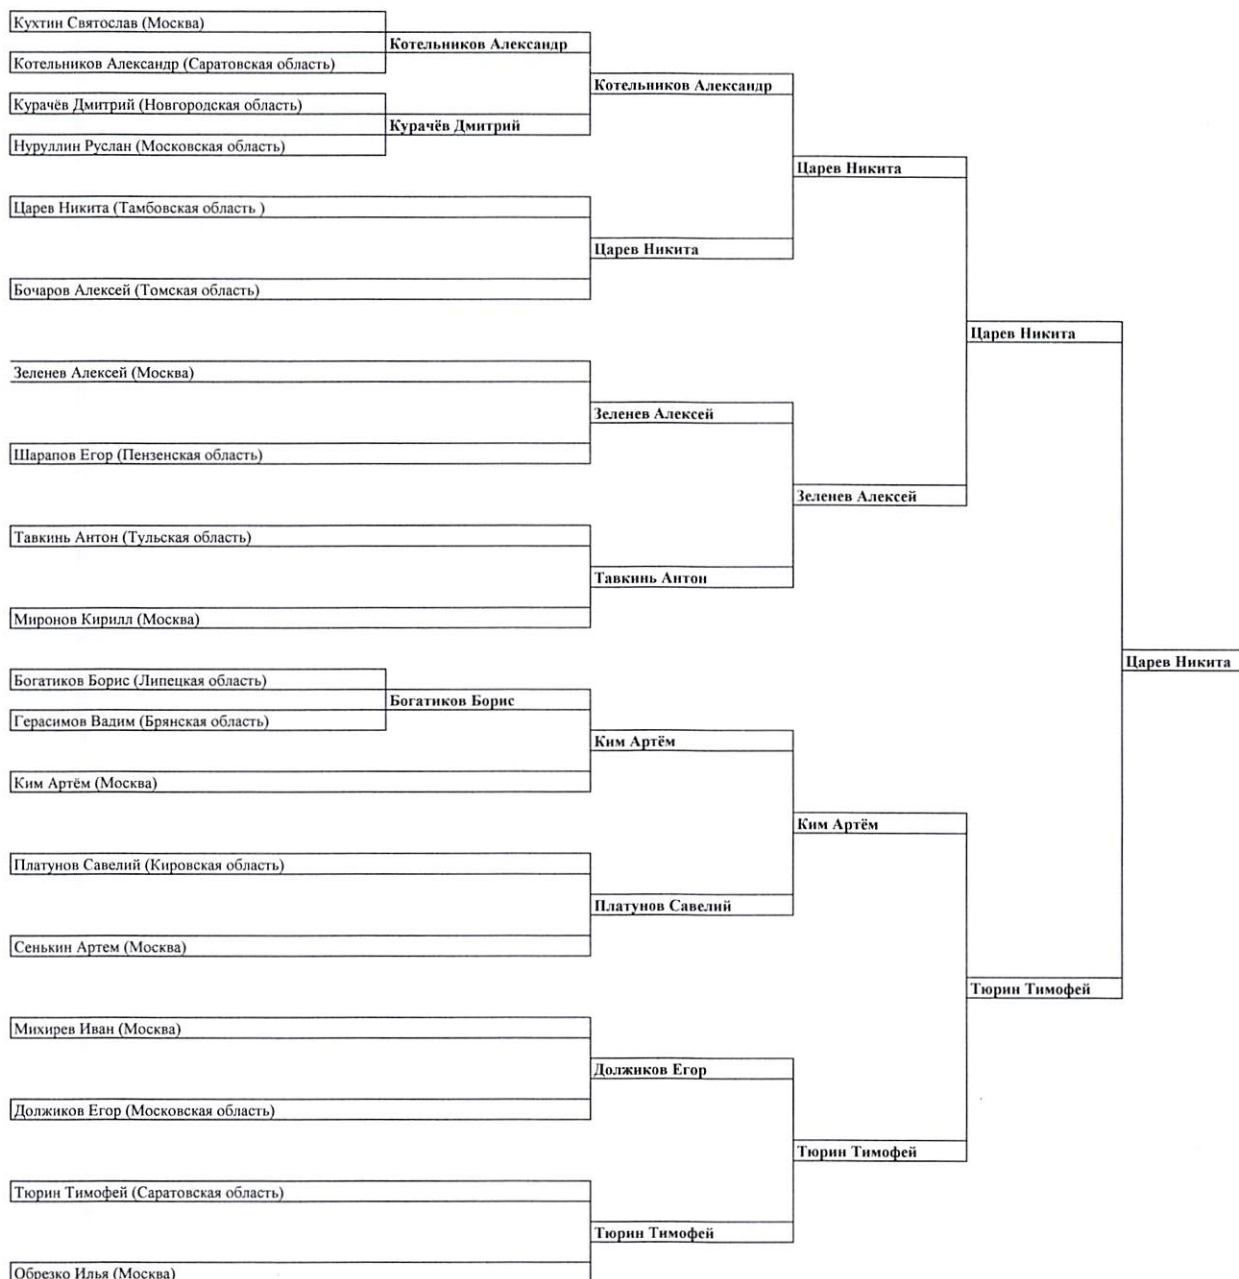 Кухтин Святослав (Москва)
Котельников Александр
Котельников Александр (Саратовская область)
Котельников Александр
Курачёв Дмитрий (Новгородская область)
Курачёв Дмитрий
Нуруллин Руслан (Московская область)
Царев Никита
Царев Никита (Тамбовская область )
Царев Никита
Бочаров Алексей (Томская область)
Царев Никита
Зеленев Алексей (Москва)
Зеленев Алексей
Шарапов Егор (Пензенская область)
Зеленев Алексей
Тавкинь Антон (Тульская область)
Тавкинь Антон
Миронов Кирилл (Москва)
Царев Никита
Богатиков Борис (Липецкая область)
Богатиков Борис
Герасимов Вадим (Брянская область)
Ким Артём
Ким Артём (Москва)
Ким Артём
Платунов Савелий (Кировская область)
Платунов Савелий
Сенькин Артем (Москва)
Тюрин Тимофей
Михирев Иван (Москва)
Должиков Егор
Должиков Егор (Московская область)
Тюрин Тимофей
Тюрин Тимофей (Саратовская область)
Тюрин Тимофей
Обрезко Илья (Москва)